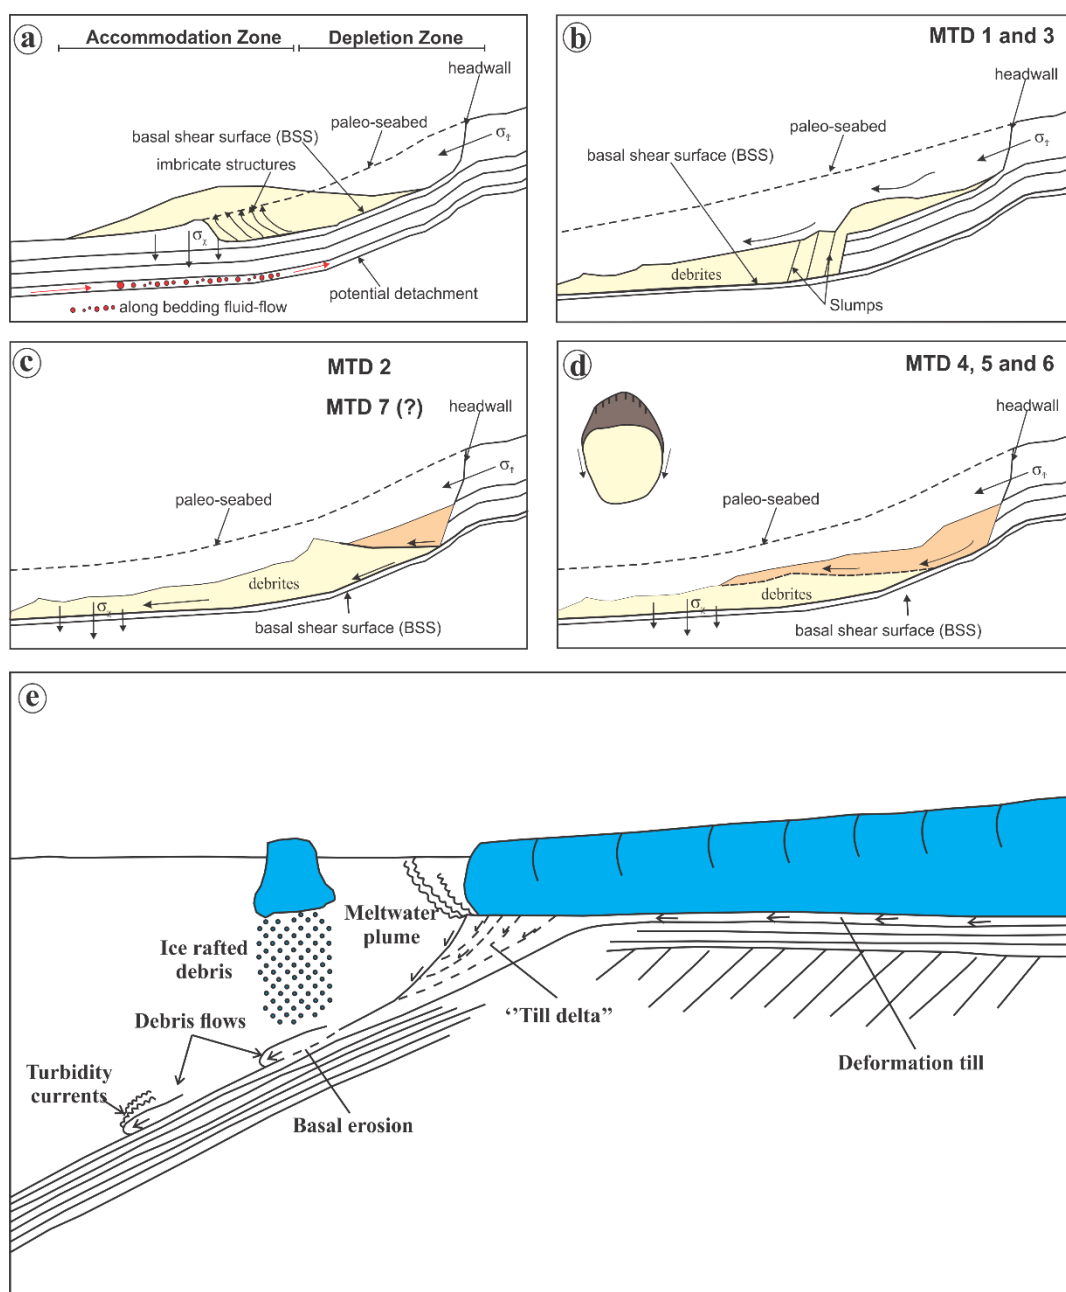 a
Accommodation Zone
Depletion Zone
headwall
basal shear surface (BSS)
paleo-seabed
imbricate structures
potential detachment
along bedding fluid-flow
b
MTD 1 and 3
headwall
paleo-seabed
basal shear surface (BSS)
debrites
Slumps
c
MTD 2
MTD 7 (?)
headwall
paleo-seabed
debrites
basal shear surface (BSS)
d
MTD 4, 5 and 6
headwall
paleo-seabed
debrites
basal shear surface (BSS)
e
Meltwater
plume
Ice rafted
debris
‘’Till delta’’
Debris flows
Deformation till
Turbidity
currents
Basal erosion